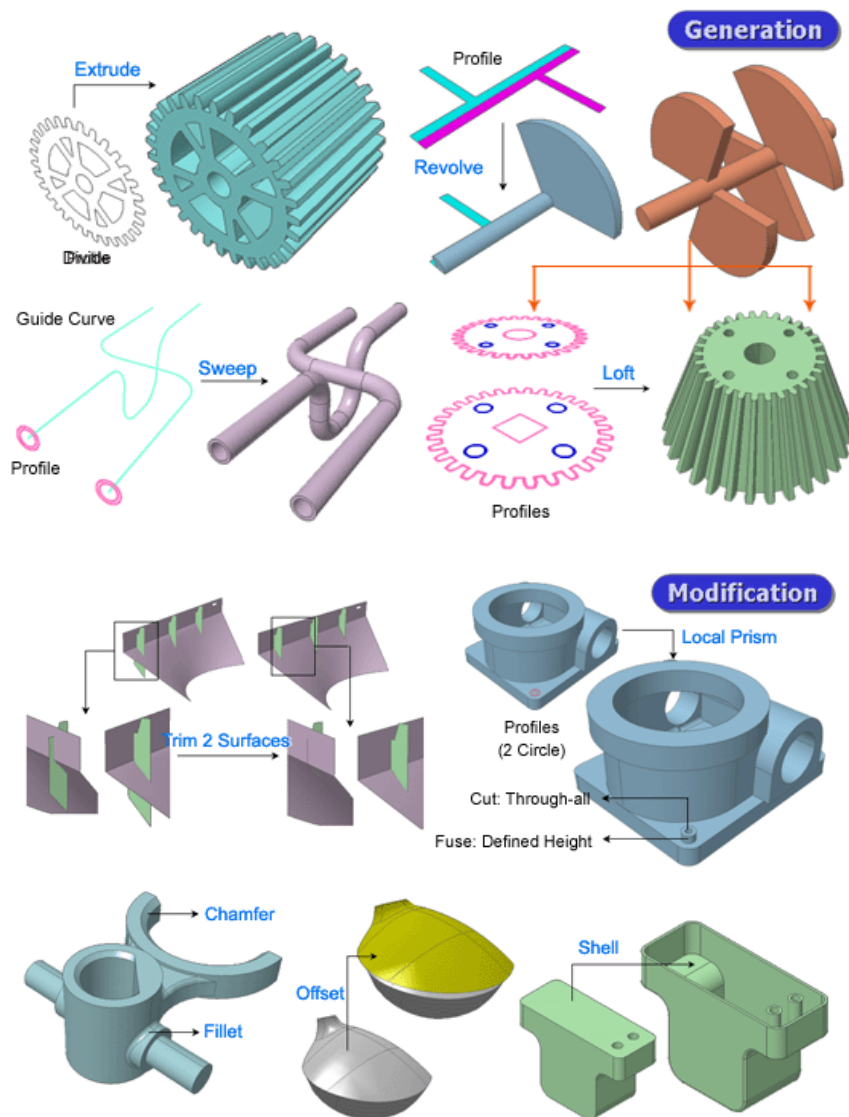 Generation
Extrude
Profile
Revolve
Divide
Guide Curve
Sweep
Loft
Profile
Profiles
Modification
Local Prism
Profiles
(2 Circle)
Trim 2 Surfaces
Cut: Through-all
Fuse: Defined Height
Chamfer
Shell
Offset
Fillet